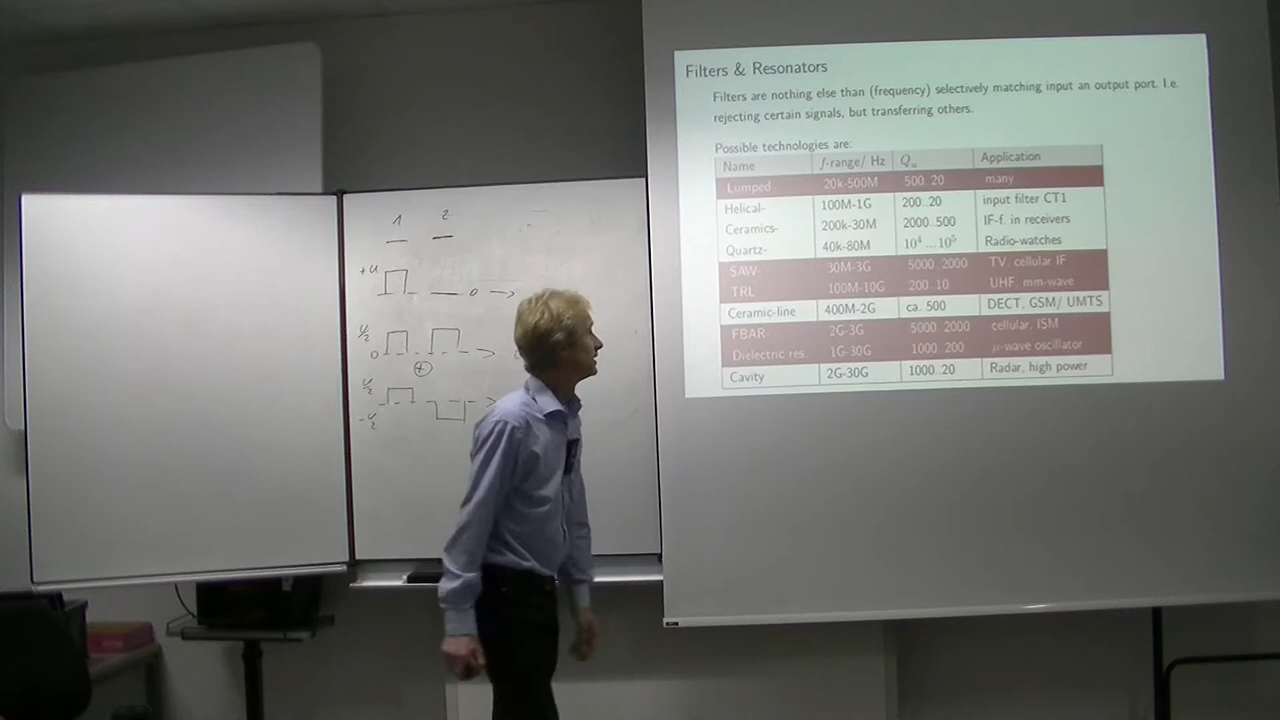 Filters & Resonators
Filters are nothing else than (frequency) selectively matching input an output port. I.e.
rejecting certain signals, but transferring others.
Possible technologies are:
Name f-range/ Hz Qu Application
Lumped 20k-500M 500..20 many
Helical- 100M-1G 200..20 input filter CT1
Ceramics- 200k-30M 2000..500 IF-f. in receivers
Quartz- 40k-80M 10⁴ ... 10⁵ Radio-watches
SAW- 30M-3G 5000..2000 TV, cellular IF
TRL 100M-10G 200..10 UHF, mm-wave
Ceramic-line 400M-2G ca. 500 DECT, GSM/ UMTS
FBAR- 2G-3G 5000..2000 cellular, ISM
Dielectric res. 1G-30G 1000..200 μ-wave oscillator
Cavity 2G-30G 1000..20 Radar, high power
1 2
+U 0
U/2
0
+
U/2
-U/2